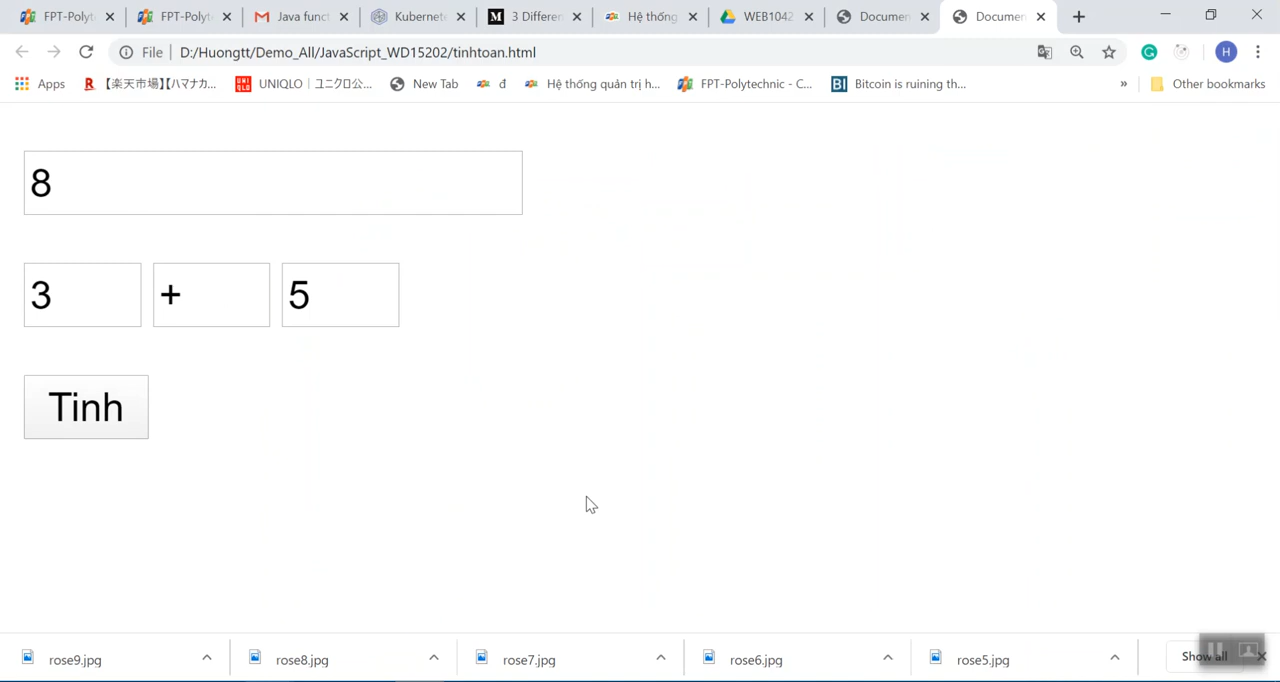 FPT-Polyt
FPT-Polyt
Java funct
Kubernete
3 Differen
Hệ thống
WEB1042
Documen
Documen
File | D:/Huongtt/Demo_All/JavaScript_WD15202/tinhtoan.html
H
Apps
【楽天市場】【ハマナカ...
UNIQLO｜ユニクロ公...
New Tab
đ
Hệ thống quản trị h...
FPT-Polytechnic - C...
BI
Bitcoin is ruining th...
»
Other bookmarks
8
3
+
5
Tinh
rose9.jpg
rose8.jpg
rose7.jpg
rose6.jpg
rose5.jpg
Show all